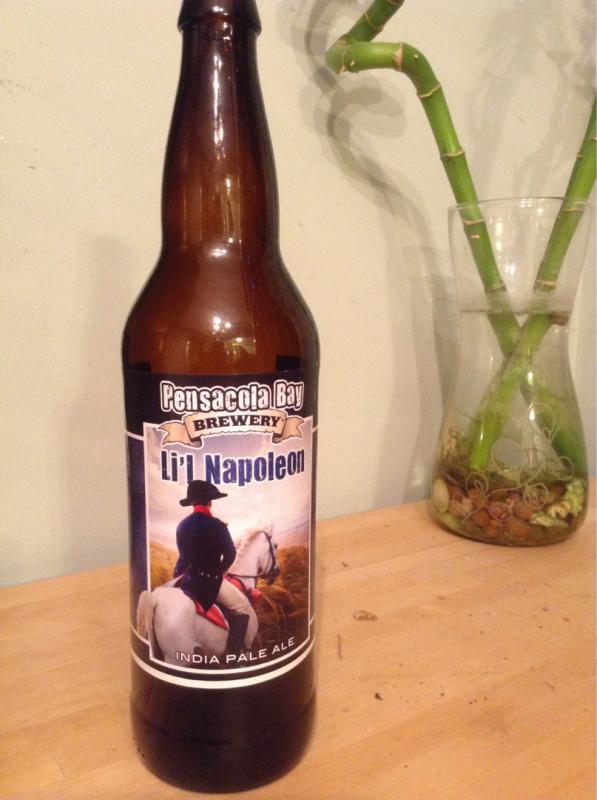 Pensacola Bay
BREWERY
Li'l Napoleon
INDIA PALE ALE